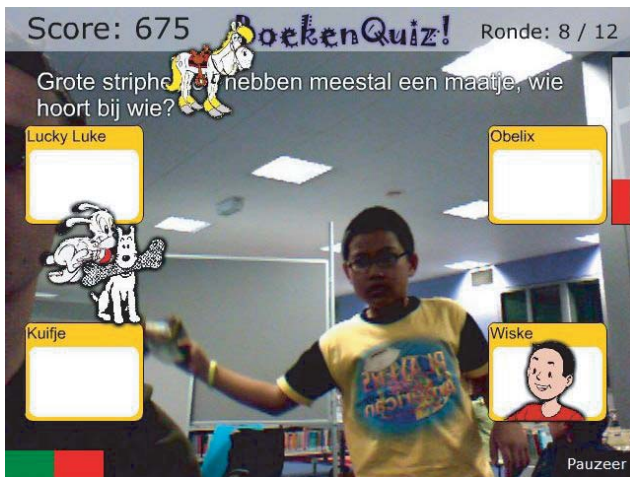 Score: 675
BoekenQuiz!
Ronde: 8 / 12
Grote striphe hebben meestal een maatje, wie
hoort bij wie?
Lucky Luke
Obelix
Kuifje
Wiske
Pauzeer